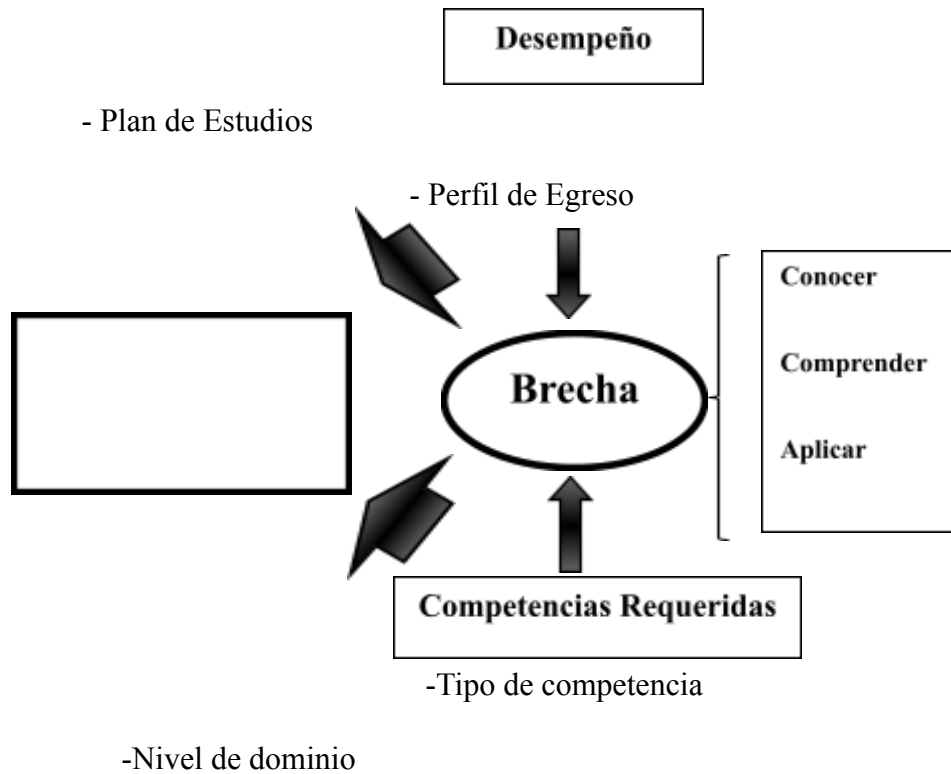 Desempeño
- Plan de Estudios
- Perfil de Egreso
Brecha
Conocer
Comprender
Aplicar
Competencias Requeridas
-Tipo de competencia
-Nivel de dominio